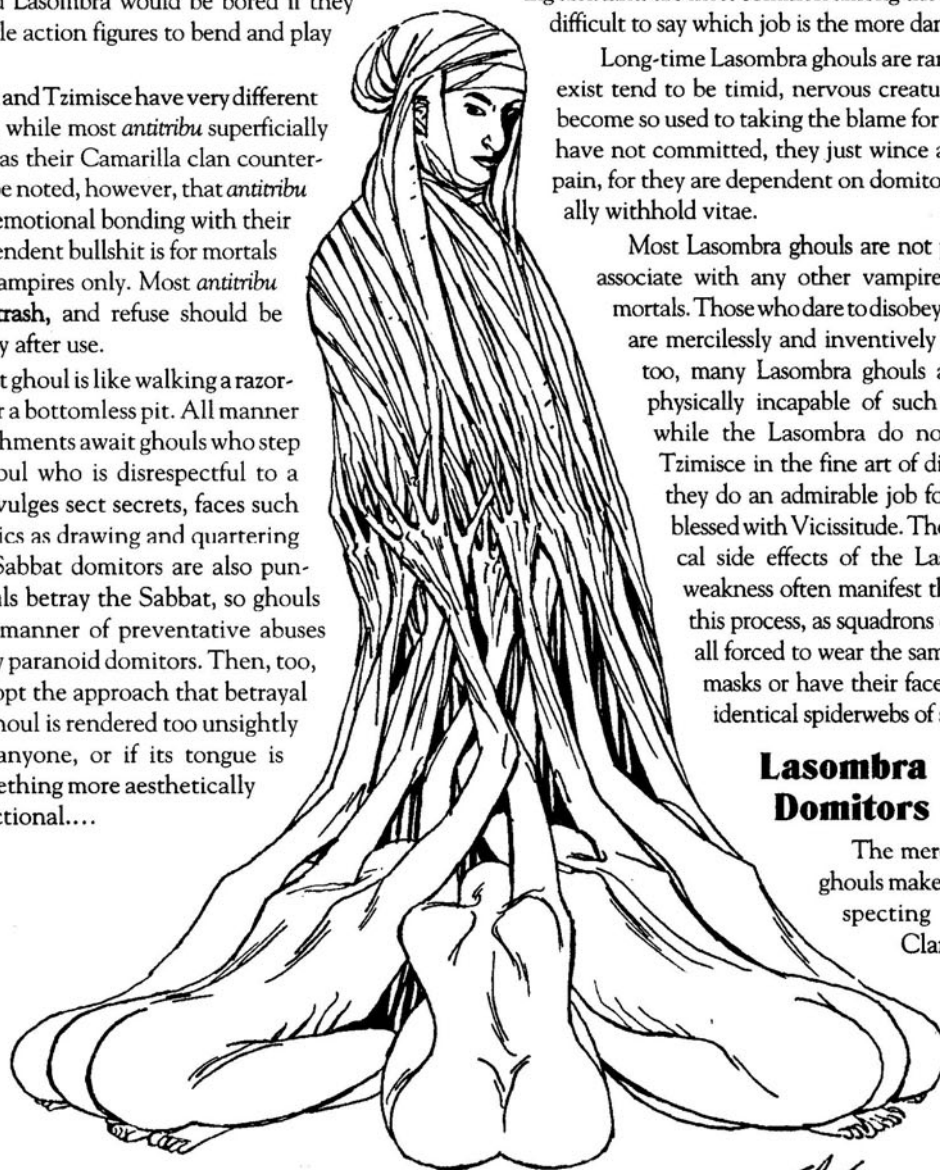 Lasombra would be bored if they
le action figures to bend and play
and Tzimisce have very different
while most antitribu superficially
as their Camarilla clan counter-
e noted, however, that antitribu
emotional bonding with their
endent bullshit is for mortals
ampires only. Most antitribu
trash, and refuse should be
y after use.
t ghoul is like walking a razor-
r a bottomless pit. All manner
hments await ghouls who step
oul who is disrespectful to a
vulges sect secrets, faces such
ics as drawing and quartering
Sabbat domitors are also pun-
ls betray the Sabbat, so ghouls
manner of preventative abuses
y paranoid domitors. Then, too,
opt the approach that betrayal
houl is rendered too unsightly
anyone, or if its tongue is
ething more aesthetically
ctional....
difficult to say which job is the more dan
Long-time Lasombra ghouls are rar
exist tend to be timid, nervous creatu
become so used to taking the blame for
have not committed, they just wince a
pain, for they are dependent on domito
ally withhold vitae.
Most Lasombra ghouls are not
associate with any other vampire
mortals. Those who dare to disobey
are mercilessly and inventively
too, many Lasombra ghouls a
physically incapable of such
while the Lasombra do no
Tzimisce in the fine art of di
they do an admirable job fo
blessed with Vicissitude. The
cal side effects of the La
weakness often manifest th
this process, as squadrons
all forced to wear the sam
masks or have their face
identical spiderwebs of
Lasombra
Domitors
The mer
ghouls make
specting
Cla